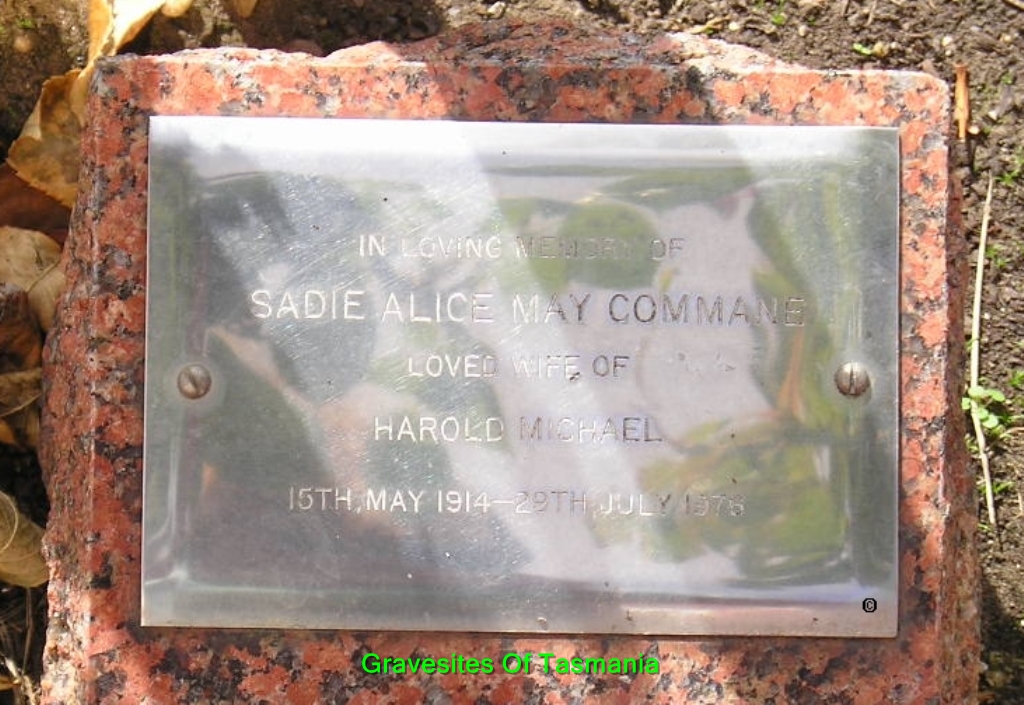 IN LOVING MEMORY OF
SADIE ALICE MAY COMMANE
LOVED WIFE OF
HAROLD MICHAEL
15TH, MAY 1914-29TH, JULY 1976
©
Gravesites Of Tasmania